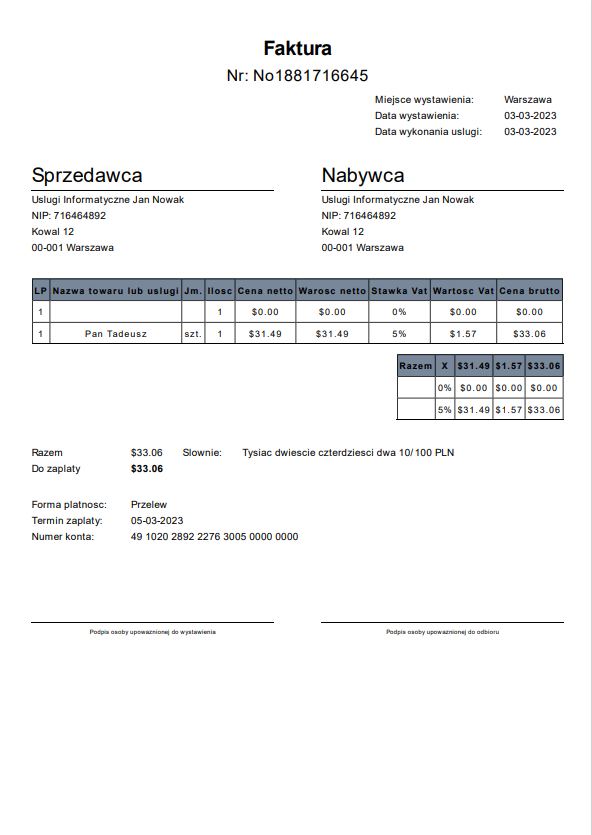 Faktura
Nr: No1881716645
Miejsce wystawienia: Warszawa
Data wystawienia: 03-03-2023
Data wykonania uslugi: 03-03-2023
Sprzedawca Nabywca
Uslugi Informatyczne Jan Nowak Uslugi Informatyczne Jan Nowak
NIP: 716464892 NIP: 716464892
Kowal 12 Kowal 12
00-001 Warszawa 00-001 Warszawa
LP Nazwa towaru lub uslugi Jm. Ilosc Cena netto Warosc netto Stawka Vat Wartosc Vat Cena brutto
1 1 $0.00 $0.00 0% $0.00 $0.00
1 Pan Tadeusz szt. 1 $31.49 $31.49 5% $1.57 $33.06
Razem X $31.49 $1.57 $33.06
0% $0.00 $0.00 $0.00
5% $31.49 $1.57 $33.06
Razem $33.06 Slownie: Tysiac dwiescie czterdziesci dwa 10/100 PLN
Do zaplaty $33.06
Forma platnosc: Przelew
Termin zaplaty: 05-03-2023
Numer konta: 49 1020 2892 2276 3005 0000 0000
Podpis osoby upowaznionej do wystawienia Podpis osoby upowaznionej do odbioru